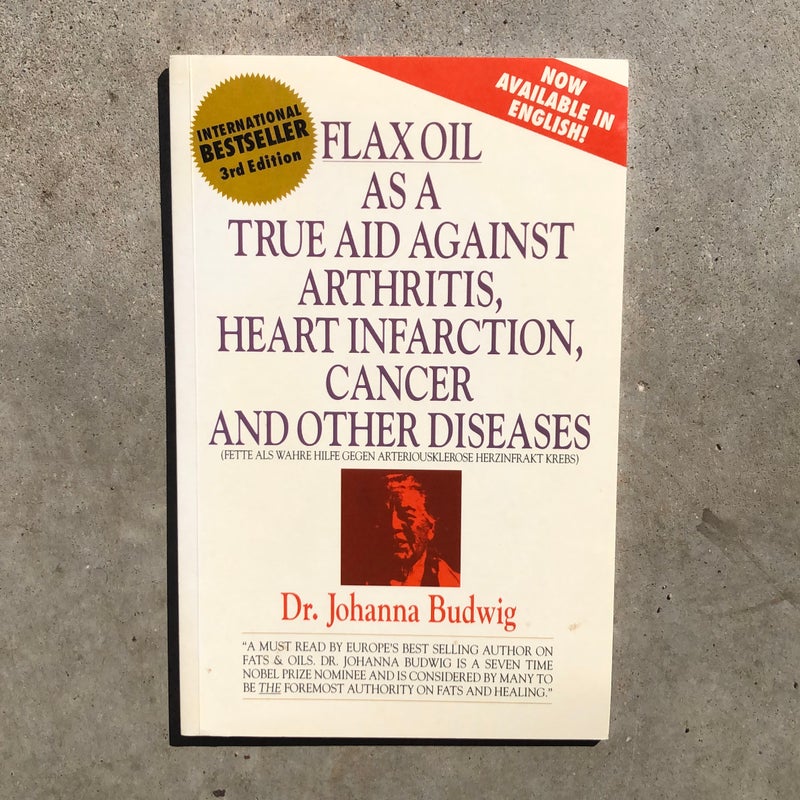 INTERNATIONAL
BESTSELLER
3rd Edition
NOW
AVAILABLE IN
ENGLISH!
FLAX OIL
AS A
TRUE AID AGAINST
ARTHRITIS,
HEART INFARCTION,
CANCER
AND OTHER DISEASES
(FETTE ALS WAHRE HILFE GEGEN ARTERIOUSKLEROSE HERZINFRAKT KREBS)
Dr. Johanna Budwig
"A MUST READ BY EUROPE'S BEST SELLING AUTHOR ON
FATS & OILS. DR. JOHANNA BUDWIG IS A SEVEN TIME
NOBEL PRIZE NOMINEE AND IS CONSIDERED BY MANY TO
BE THE FOREMOST AUTHORITY ON FATS AND HEALING."